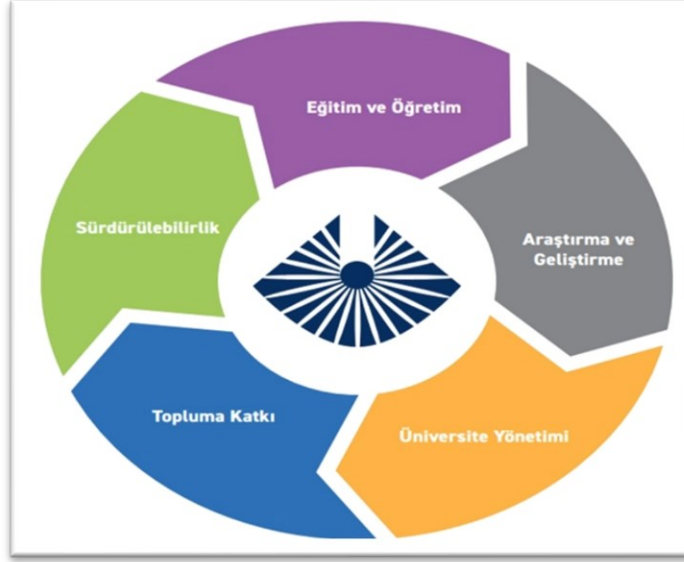 Eğitim ve Öğretim
Araştırma ve
Geliştirme
Üniversite Yönetimi
Topluma Katkı
Sürdürülebilirlik